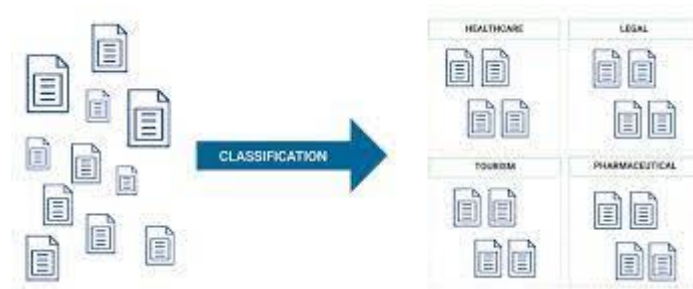 HEALTHCARE
LEGAL
CLASSIFICATION
TOURISM
PHARMACEUTICAL